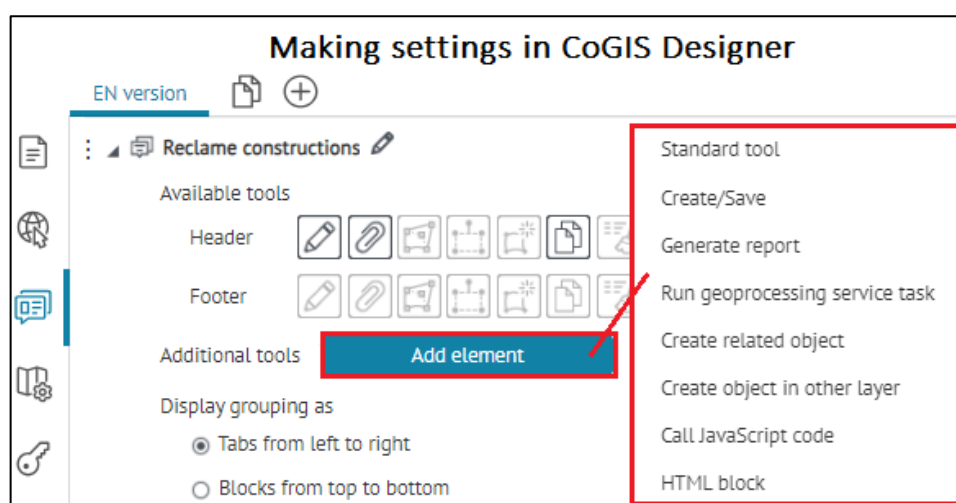 Making settings in CoGIS Designer
EN version
Reclame constructions
Available tools
Header
Footer
Additional tools
Add element
Display grouping as
Tabs from left to right
Blocks from top to bottom
Standard tool
Create/Save
Generate report
Run geoprocessing service task
Create related object
Create object in other layer
Call JavaScript code
HTML block